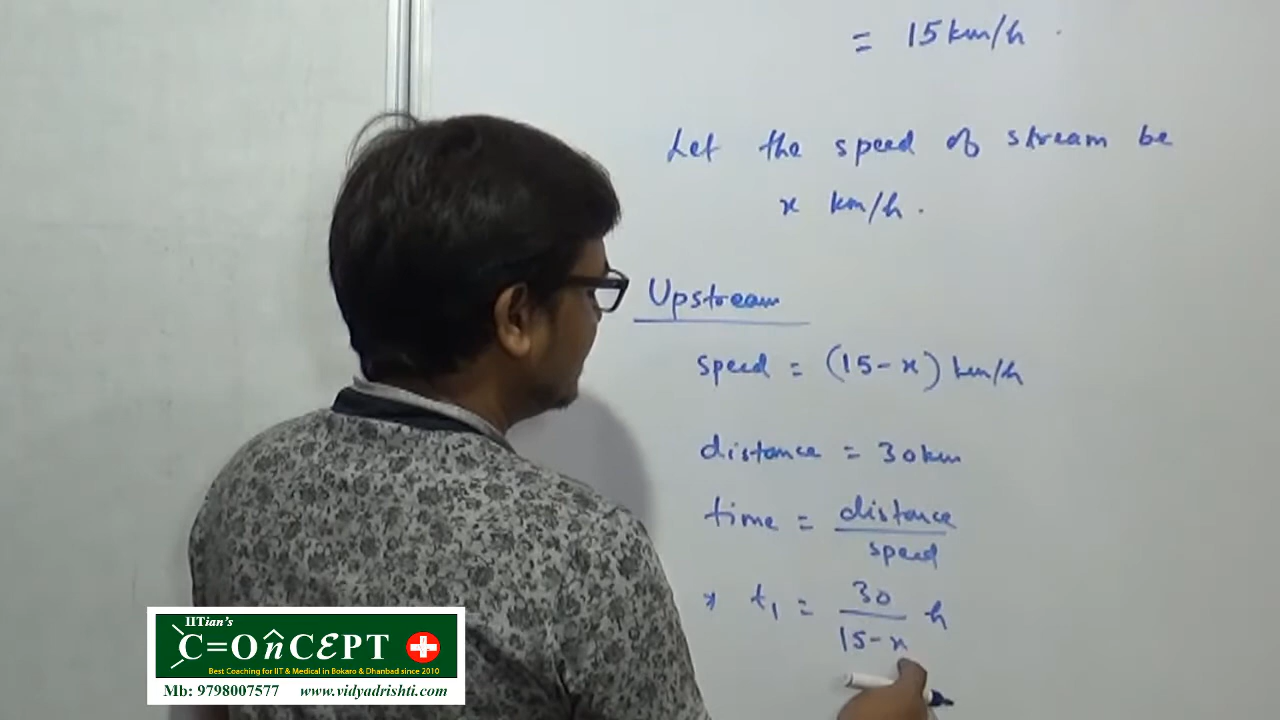 = 15 km/h .
Let the speed of stream be
x km/h .
Upstream
speed = (15-x) km/h
distance = 30 km
time = distance
speed
t₁ = 30 h
15-x
IITian's
C=On̂CEPT
Best Coaching for IIT & Medical in Bokaro & Dhanbad since 2010
Mb: 9798007577 www.vidyadrishti.com